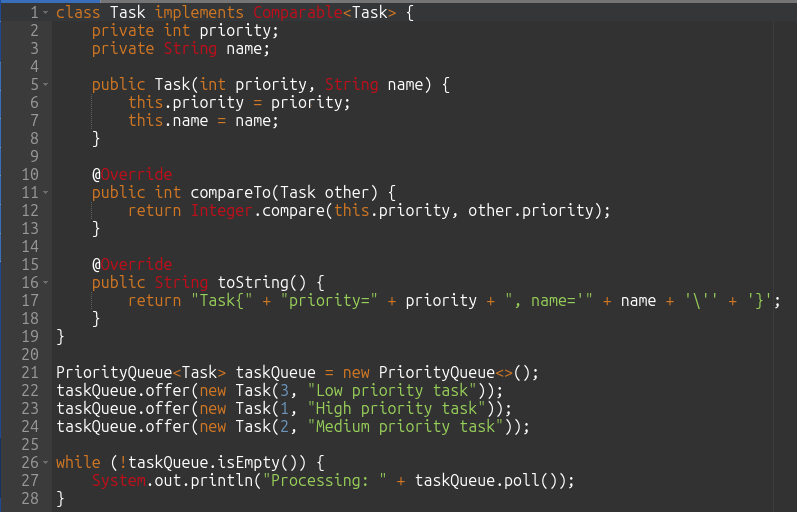 1 class Task implements Comparable<Task> {
2     private int priority;
3     private String name;
4
5     public Task(int priority, String name) {
6         this.priority = priority;
7         this.name = name;
8     }
9
10     @Override
11     public int compareTo(Task other) {
12         return Integer.compare(this.priority, other.priority);
13     }
14
15     @Override
16     public String toString() {
17         return "Task{" + "priority=" + priority + ", name='" + name + '\'' + '}';
18     }
19 }
20
21 PriorityQueue<Task> taskQueue = new PriorityQueue<>();
22 taskQueue.offer(new Task(3, "Low priority task"));
23 taskQueue.offer(new Task(1, "High priority task"));
24 taskQueue.offer(new Task(2, "Medium priority task"));
25
26 while (!taskQueue.isEmpty()) {
27     System.out.println("Processing: " + taskQueue.poll());
28 }